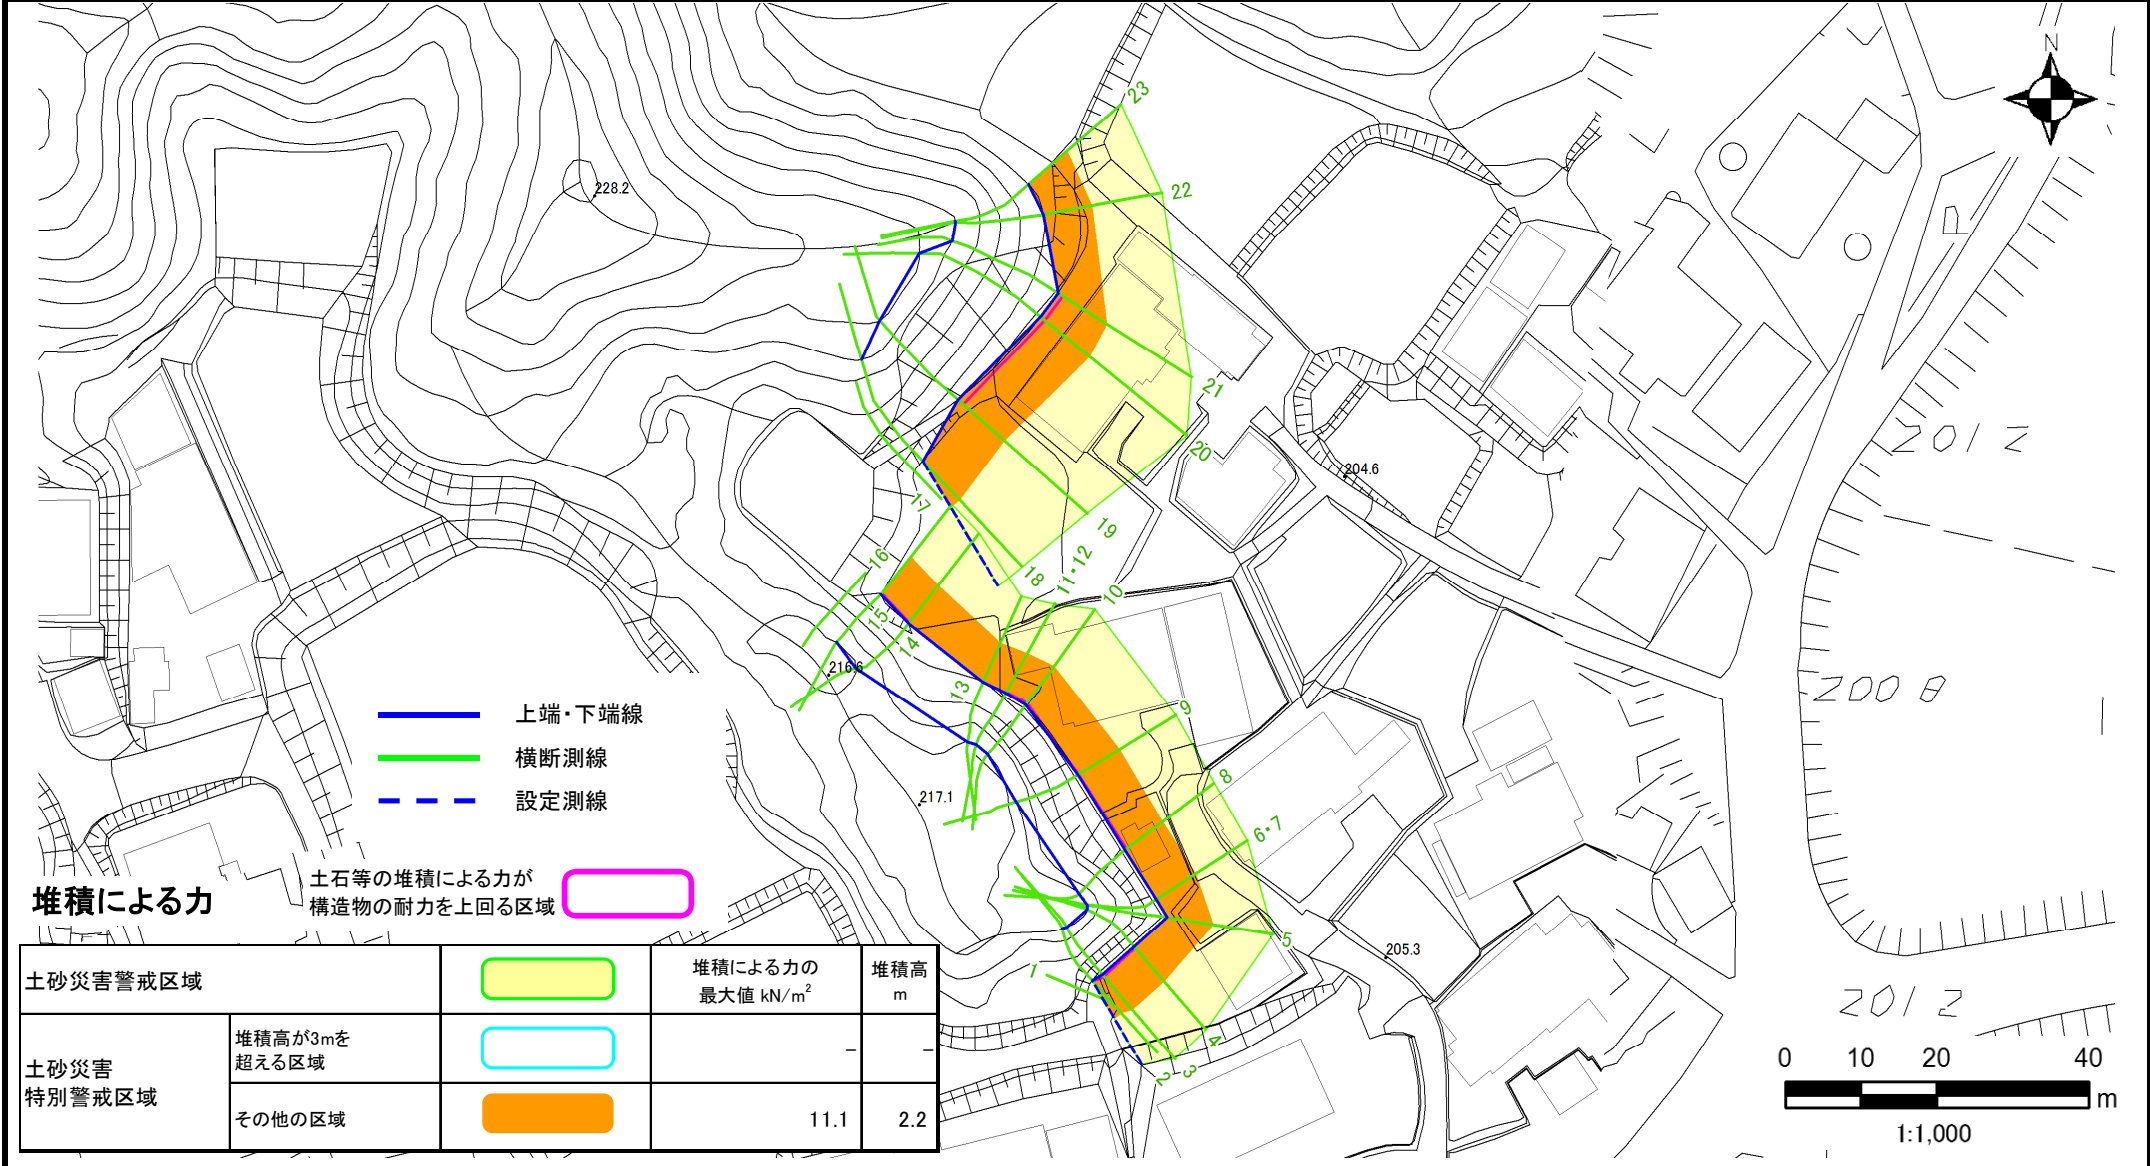 N
23
22
228.2
21
20
204.6
17
19
16
18
11・12
10
15
14
216.6
13
9
8
217.1
6・7
5
205.3
1
4
3
2
201 2
200 8
201 2
上端・下端線
横断測線
設定測線
堆積による力
土石等の堆積による力が
構造物の耐力を上回る区域
土砂災害警戒区域
堆積による力の
最大値 kN/m²
堆積高
m
土砂災害
特別警戒区域
堆積高が3mを
超える区域
－ －
その他の区域
11.1 2.2
0 10 20 40
m
1:1,000